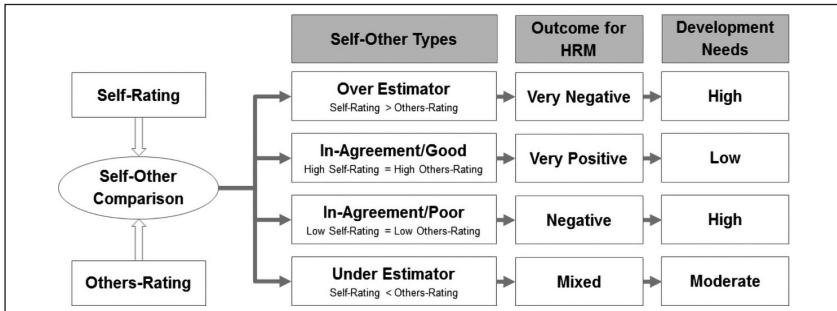 Self-Other Types
Outcome for
HRM
Development
Needs
Self-Rating
Self-Other
Comparison
Others-Rating
Over Estimator
Self-Rating > Others-Rating
Very Negative
High
In-Agreement/Good
High Self-Rating = High Others-Rating
Very Positive
Low
In-Agreement/Poor
Low Self-Rating = Low Others-Rating
Negative
High
Under Estimator
Self-Rating < Others-Rating
Mixed
Moderate